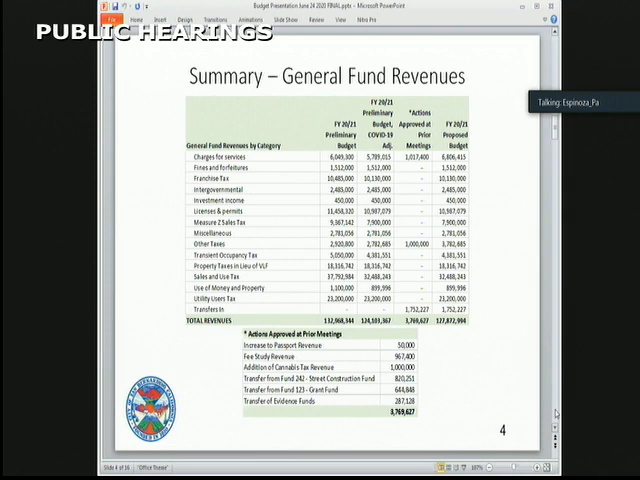 Budget Presentation June 24 2020 FINAL.pptx - Microsoft PowerPoint
File Home Insert Design Transitions Animations Slide Show Review View Nitro Pro
PUBLIC HEARINGS
Talking: Espinoza_Pa
Summary – General Fund Revenues
General Fund Revenues by Category FY 20/21 Preliminary Budget FY 20/21 Preliminary Budget, COVID-19 Adj. *Actions Approved at Prior Meetings FY 20/21 Proposed Budget
Charges for services 6,049,300 5,789,015 1,017,400 6,806,415
Fines and forfeitures 1,512,000 1,512,000 - 1,512,000
Franchise Tax 10,485,000 10,130,000 - 10,130,000
Intergovernmental 2,485,000 2,485,000 - 2,485,000
Investment income 450,000 450,000 - 450,000
Licenses & permits 11,458,320 10,987,079 - 10,987,079
Measure Z Sales Tax 9,367,142 7,900,000 - 7,900,000
Miscellaneous 2,781,056 2,781,056 - 2,781,056
Other Taxes 2,920,800 2,782,685 1,000,000 3,782,685
Transient Occupancy Tax 5,050,000 4,381,551 - 4,381,551
Property Taxes in Lieu of VLF 18,316,742 18,316,742 - 18,316,742
Sales and Use Tax 37,792,984 32,488,243 - 32,488,243
Use of Money and Property 1,100,000 899,996 - 899,996
Utility Users Tax 23,200,000 23,200,000 - 23,200,000
Transfers In - - 1,752,227 1,752,227
TOTAL REVENUES 132,968,344 124,103,367 3,769,627 127,872,994
* Actions Approved at Prior Meetings
Increase to Passport Revenue 50,000
Fee Study Revenue 967,400
Addition of Cannabis Tax Revenue 1,000,000
Transfer from Fund 242 - Street Construction Fund 820,251
Transfer from Fund 123 - Grant Fund 644,848
Transfer of Evidence Funds 287,128
3,769,627
4
Slide 4 of 16 "Office Theme" 107%